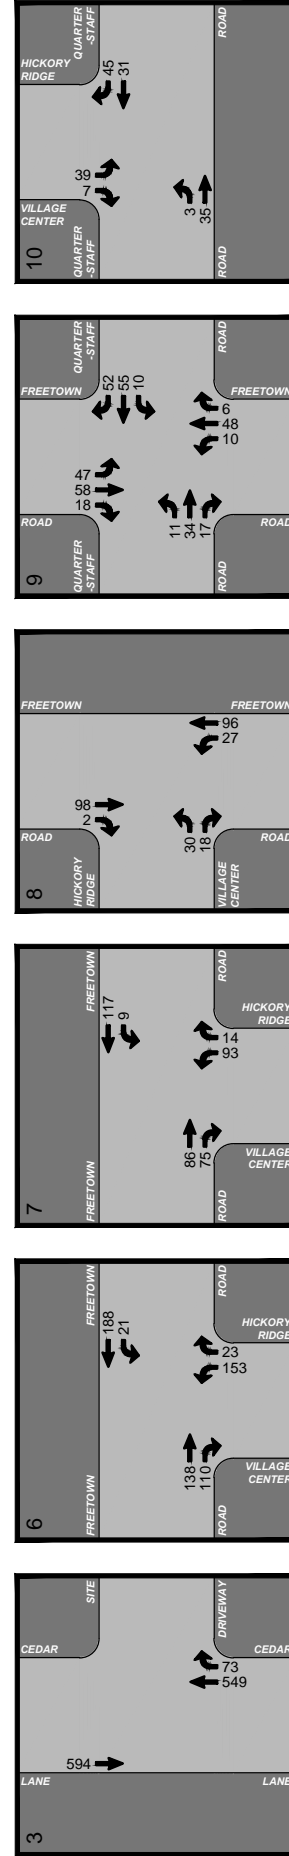 10
HICKORY
RIDGE
QUARTER
-STAFF
ROAD
45
31
39
7
3
35
VILLAGE
CENTER
QUARTER
-STAFF
ROAD
9
FREETOWN
QUARTER
-STAFF
ROAD
FREETOWN
52
55
10
47
58
18
6
48
10
11
34
17
ROAD
QUARTER
-STAFF
ROAD
ROAD
8
FREETOWN
FREETOWN
96
27
98
2
30
18
ROAD
HICKORY
RIDGE
VILLAGE
CENTER
ROAD
7
FREETOWN
ROAD
117
9
HICKORY
RIDGE
14
93
86
75
FREETOWN
ROAD
VILLAGE
CENTER
6
FREETOWN
ROAD
188
21
HICKORY
RIDGE
23
153
138
110
FREETOWN
ROAD
VILLAGE
CENTER
3
CEDAR
SITE
DRIVEWAY
CEDAR
73
549
594
LANE
LANE